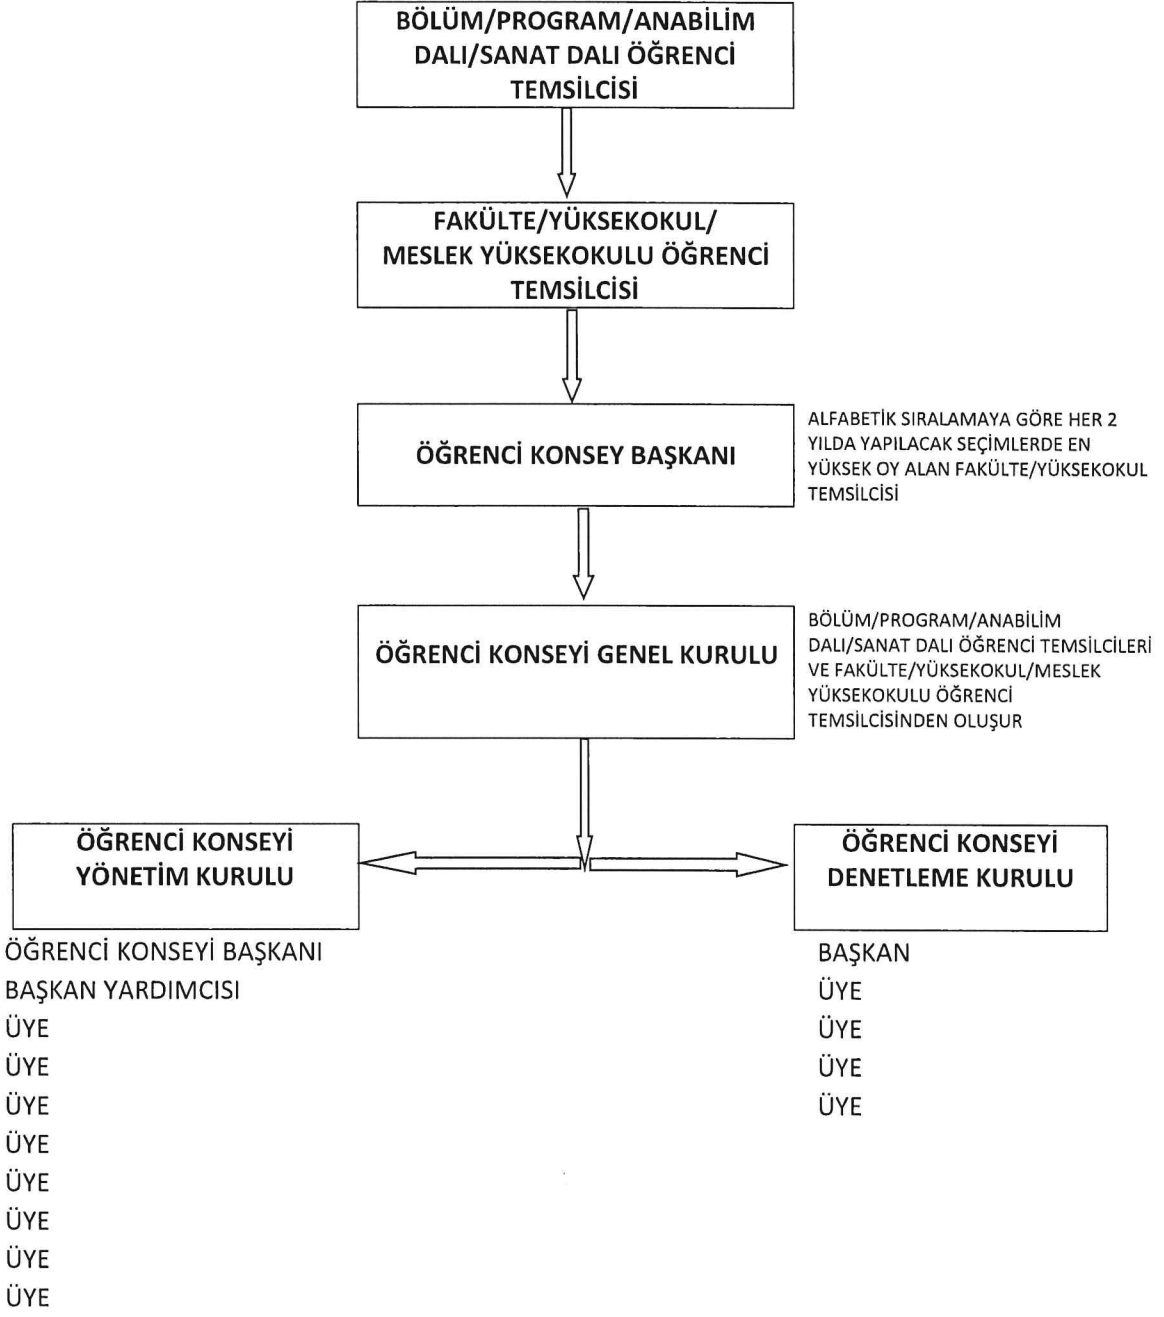 BÖLÜM/PROGRAM/ANABİLİM
DALI/SANAT DALI ÖĞRENCİ
TEMSİLCİSİ
FAKÜLTE/YÜKSEKOKUL/
MESLEK YÜKSEKOKULU ÖĞRENCİ
TEMSİLCİSİ
ÖĞRENCİ KONSEY BAŞKANI
ALFABETİK SIRALAMAYA GÖRE HER 2
YILDA YAPILACAK SEÇİMLERDE EN
YÜKSEK OY ALAN FAKÜLTE/YÜKSEKOKUL
TEMSİLCİSİ
ÖĞRENCİ KONSEYİ GENEL KURULU
BÖLÜM/PROGRAM/ANABİLİM
DALI/SANAT DALI ÖĞRENCİ TEMSİLCİLERİ
VE FAKÜLTE/YÜKSEKOKUL/MESLEK
YÜKSEKOKULU ÖĞRENCİ
TEMSİLCİSİNDEN OLUŞUR
ÖĞRENCİ KONSEYİ
YÖNETİM KURULU
ÖĞRENCİ KONSEYİ BAŞKANI
BAŞKAN YARDIMCISI
ÜYE
ÜYE
ÜYE
ÜYE
ÜYE
ÜYE
ÜYE
ÜYE
ÖĞRENCİ KONSEYİ
DENETLEME KURULU
BAŞKAN
ÜYE
ÜYE
ÜYE
ÜYE